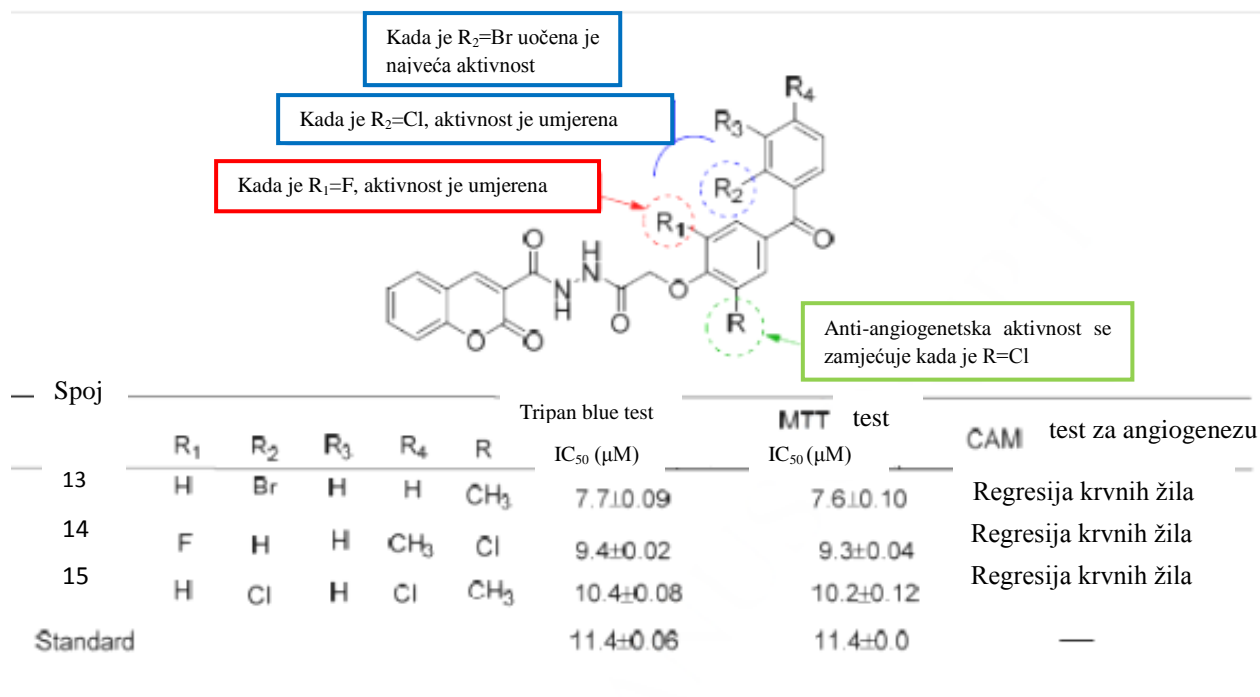 Kada je R₂=Br uočena je
najveća aktivnost
Kada je R₂=Cl, aktivnost je umjerena
Kada je R₁=F, aktivnost je umjerena
R₄
R₃
R₂
R₁
O
O
H
N
N
H
O
O
O
O
R
Anti-angiogenetska aktivnost se
zamjećuje kada je R=Cl
Spoj
R₁ R₂ R₃ R₄ R
Tripan blue test
IC₅₀ (μM)
MTT test
IC₅₀ (μM)
CAM test za angiogenezu
13 H Br H H CH₃ 7.7±0.09 7.6±0.10 Regresija krvnih žila
14 F H H CH₃ Cl 9.4±0.02 9.3±0.04 Regresija krvnih žila
15 H Cl H Cl CH₃ 10.4±0.08 10.2±0.12 Regresija krvnih žila
Standard 11.4±0.06 11.4±0.0 —